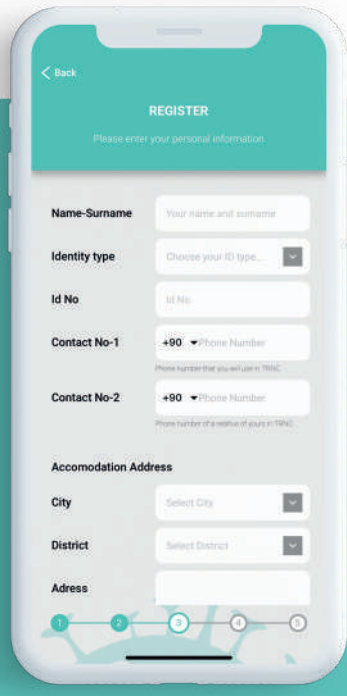 Back
REGISTER
Please enter your personal information
Name-Surname
Your name and surname
Identity type
Choose your ID type...
Id No
Id No
Contact No-1
+90 Phone Number
Phone number that you will use in TRNC
Contact No-2
+90 Phone Number
Phone number of a relative of yours in TRNC
Accomodation Address
City
Select City
District
Select District
Adress
1 2 3 4 5